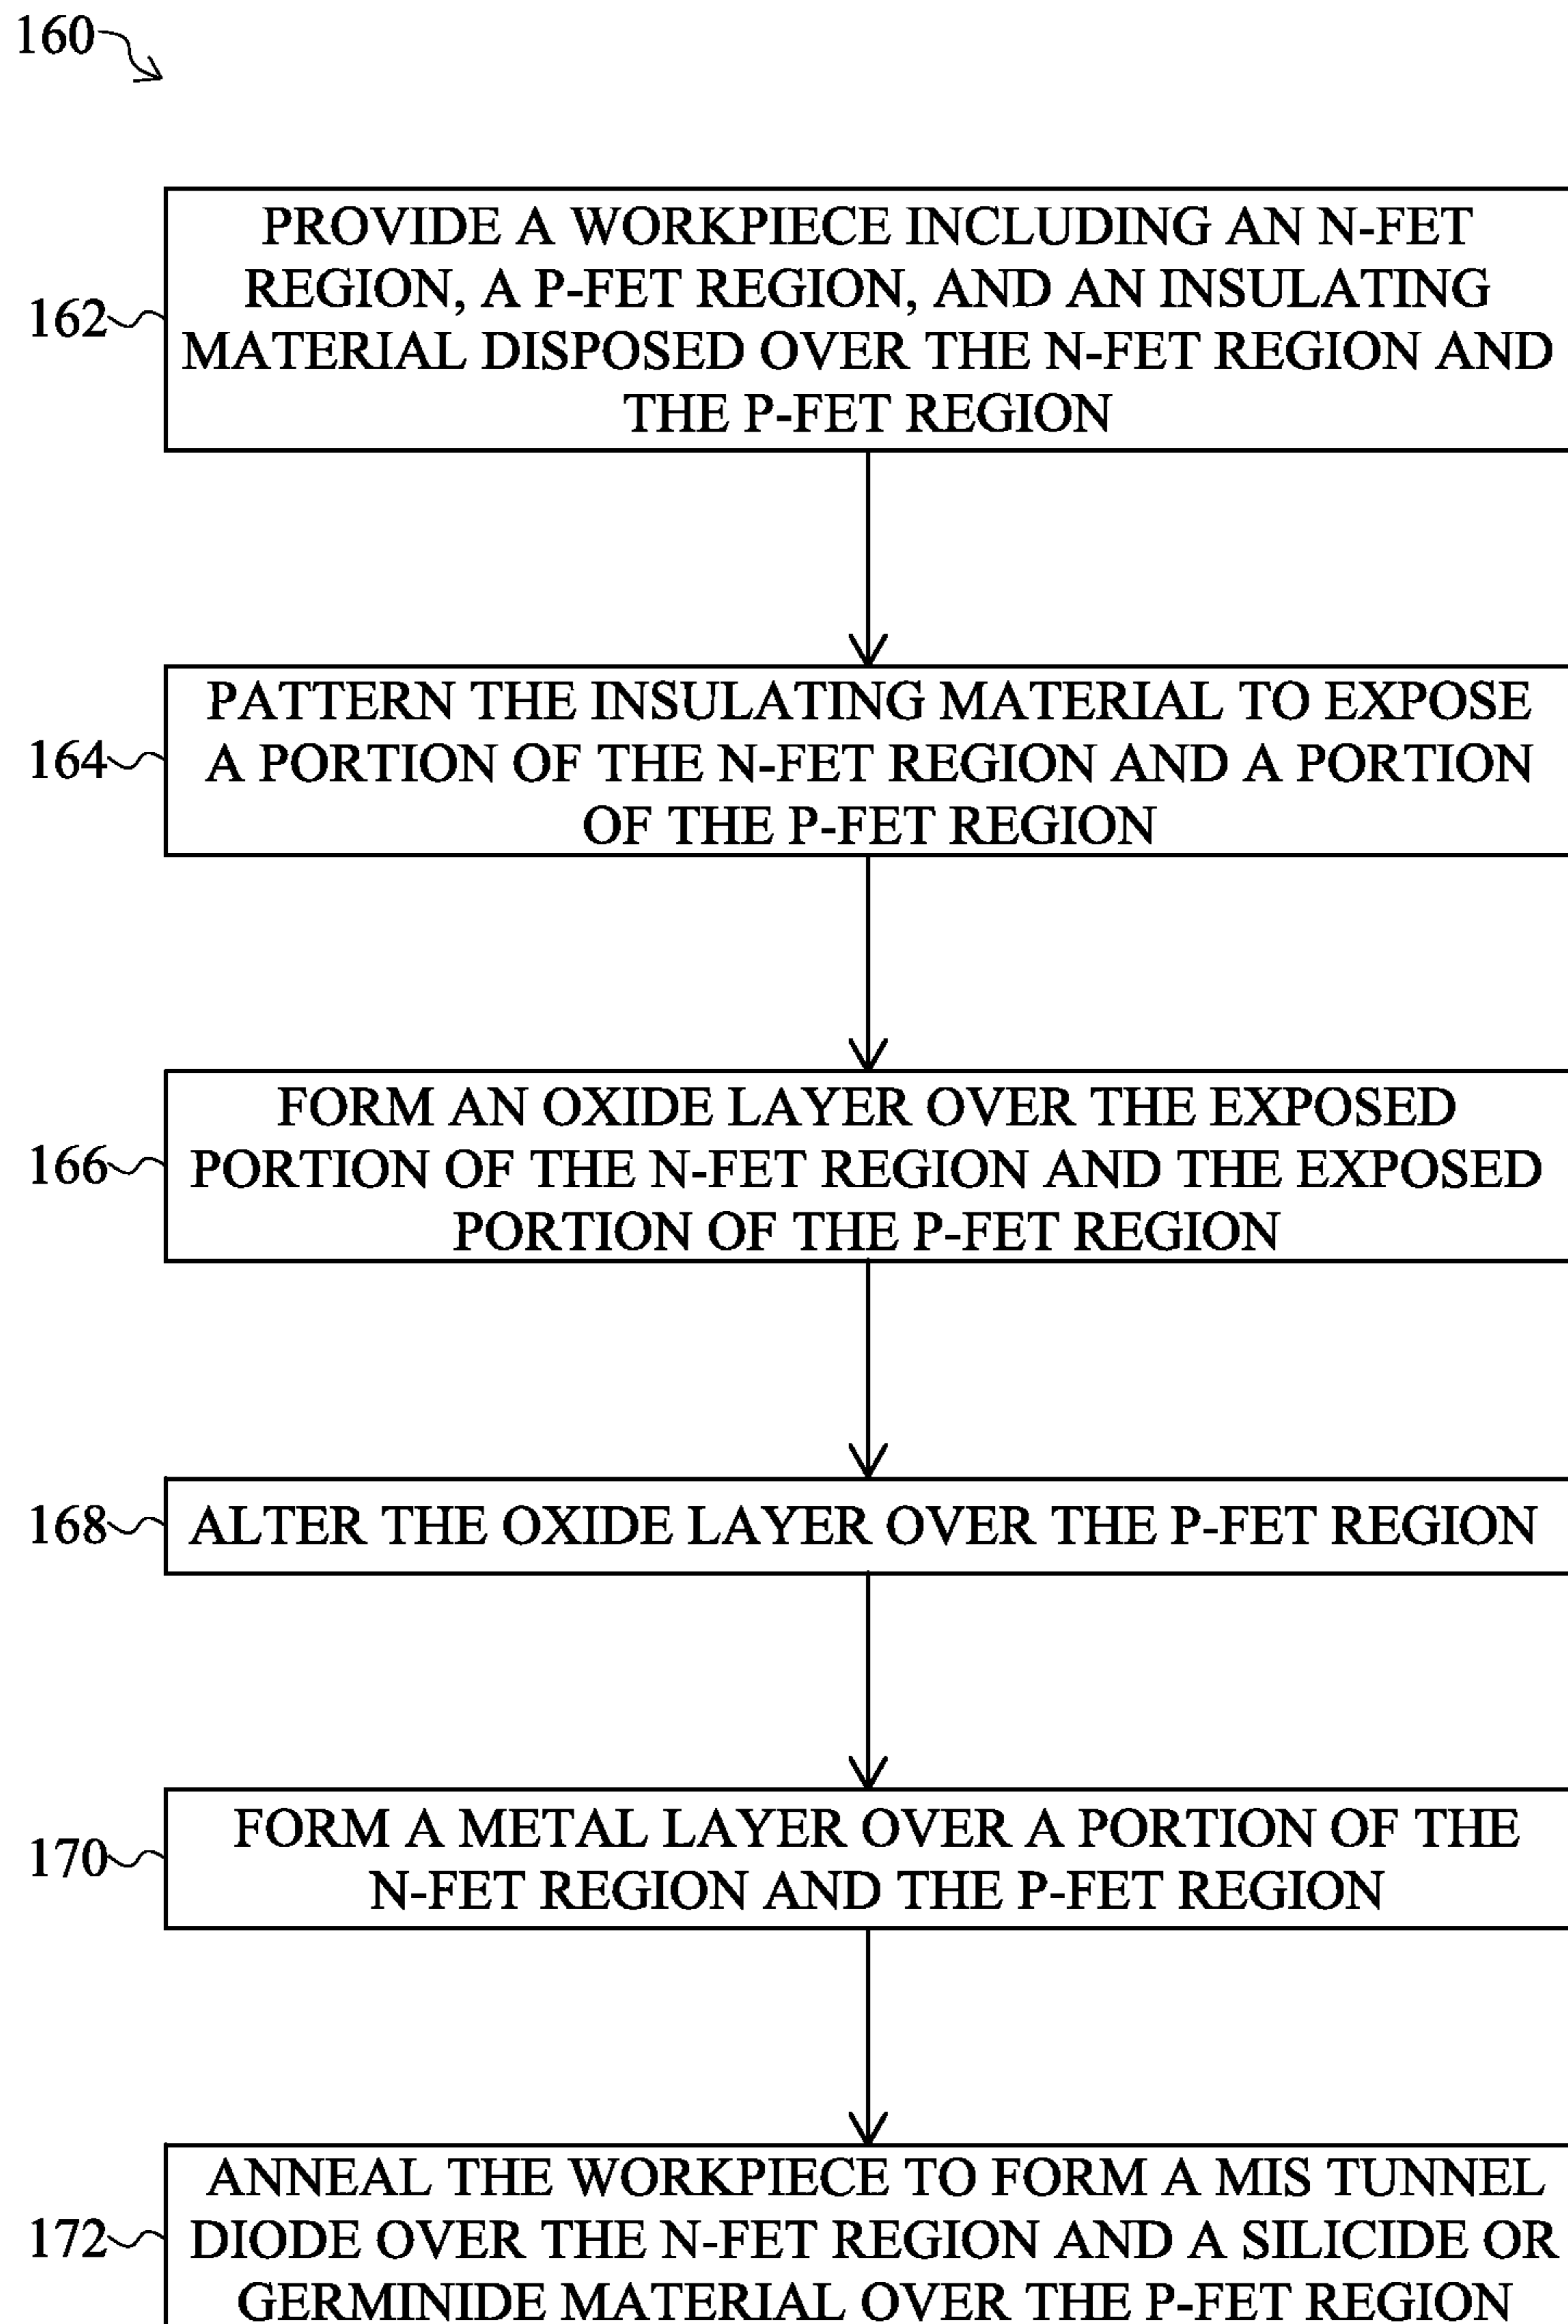 160
PROVIDE A WORKPIECE INCLUDING AN N-FET
REGION, A P-FET REGION, AND AN INSULATING
162
MATERIAL DISPOSED OVER THE N-FET REGION AND
THE P-FET REGION
PATTERN THE INSULATING MATERIAL TO EXPOSE
164
A PORTION OF THE N-FET REGION AND A PORTION
OF THE P-FET REGION
FORM AN OXIDE LAYER OVER THE EXPOSED
166
PORTION OF THE N-FET REGION AND THE EXPOSED
PORTION OF THE P-FET REGION
168
ALTER THE OXIDE LAYER OVER THE P-FET REGION
170
FORM A METAL LAYER OVER A PORTION OF THE
N-FET REGION AND THE P-FET REGION
ANNEAL THE WORKPIECE TO FORM A MIS TUNNEL
172
DIODE OVER THE N-FET REGION AND A SILICIDE OR
GERMINIDE MATERIAL OVER THE P-FET REGION